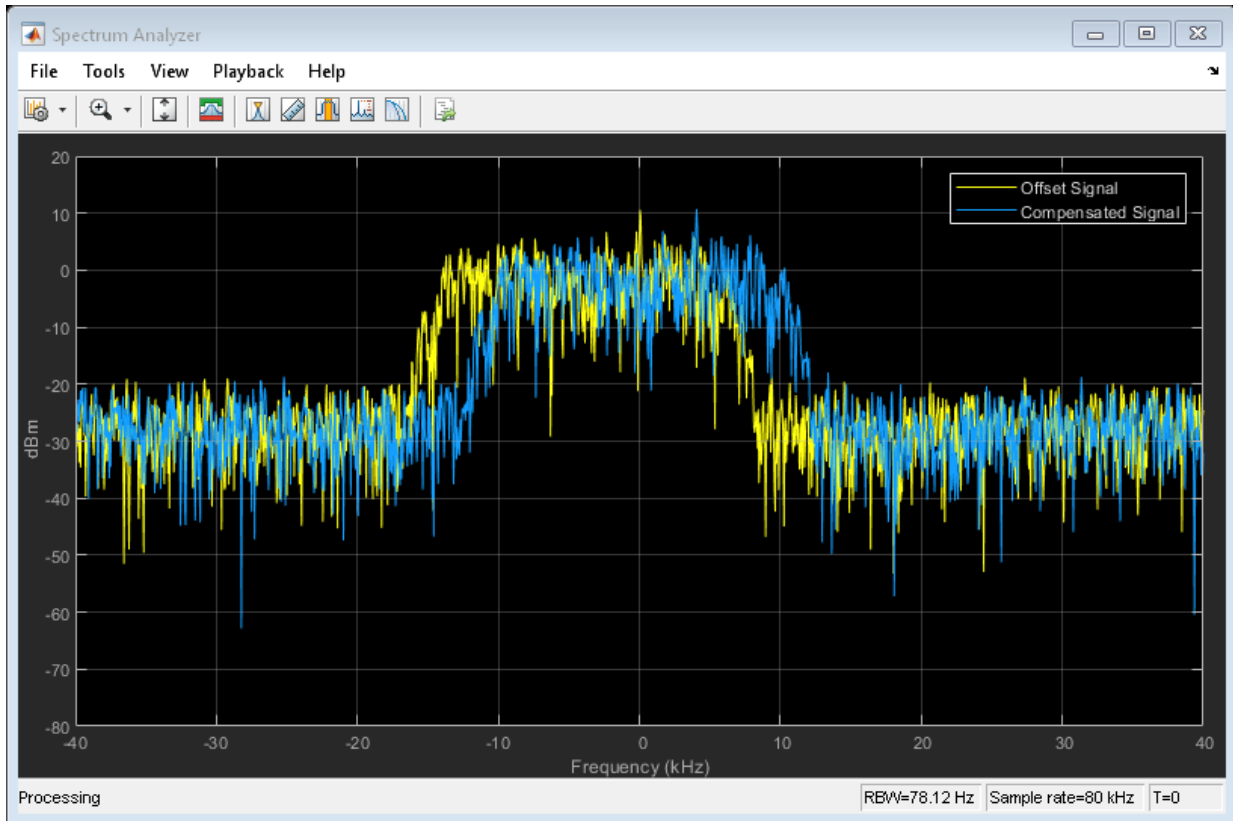 Spectrum Analyzer
File Tools View Playback Help
20
10
0
-10
-20
-30
-40
-50
-60
-70
-80
dBm
Offset Signal
Compensated Signal
-40 -30 -20 -10 0 10 20 30 40
Frequency (kHz)
Processing RBW=78.12 Hz Sample rate=80 kHz T=0